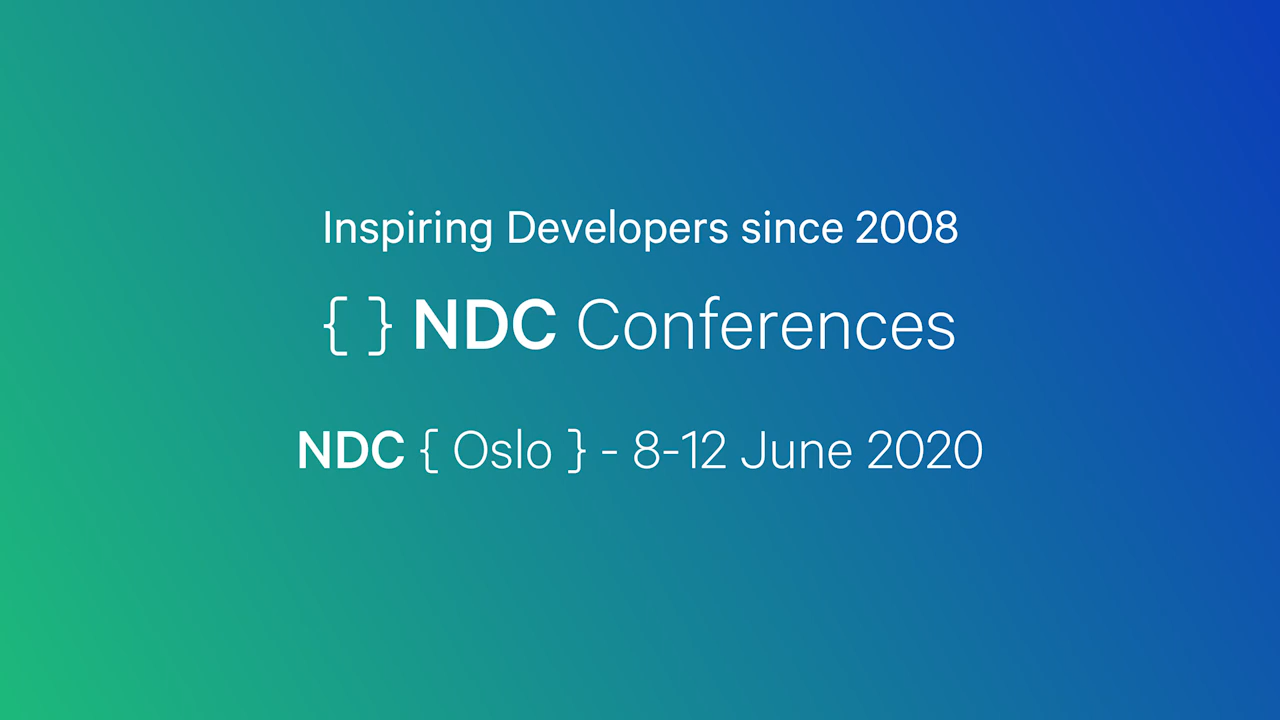 Inspiring Developers since 2008
{ } NDC Conferences
NDC { Oslo } - 8-12 June 2020